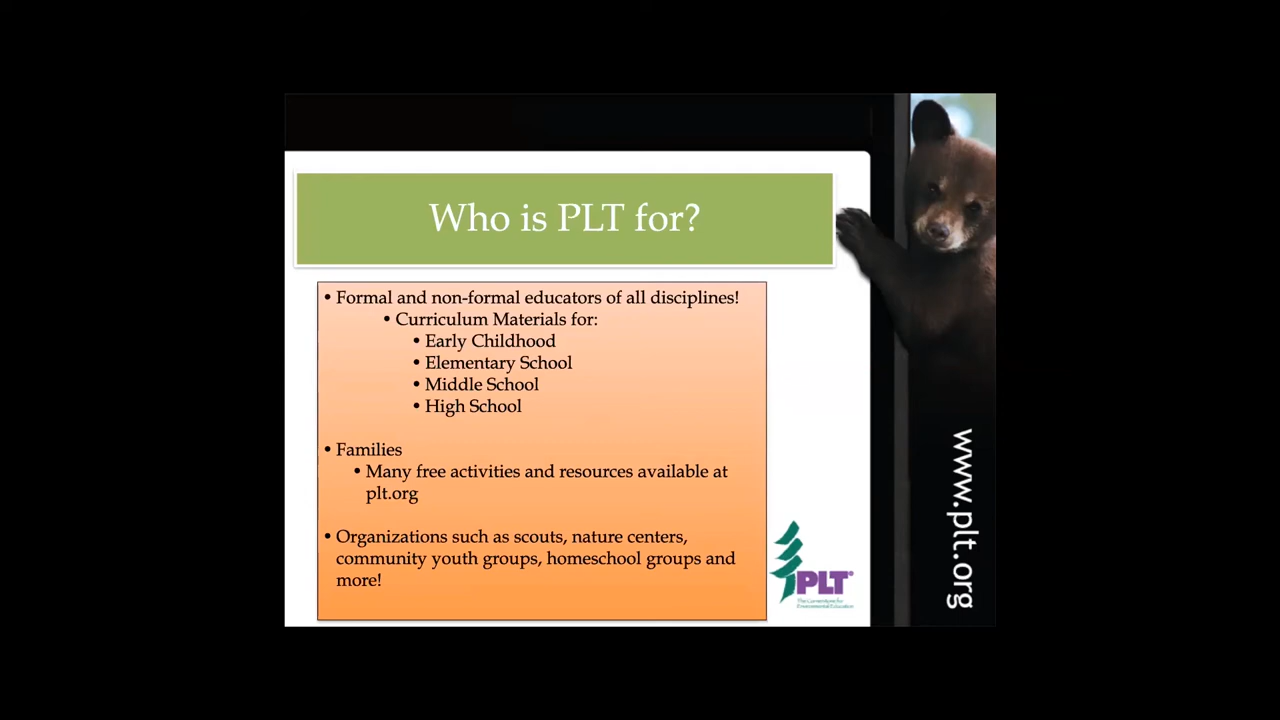 Who is PLT for?
• Formal and non-formal educators of all disciplines!
• Curriculum Materials for:
• Early Childhood
• Elementary School
• Middle School
• High School
• Families
• Many free activities and resources available at
plt.org
• Organizations such as scouts, nature centers,
community youth groups, homeschool groups and
more!
PLT®
Environmental Education
www.plt.org